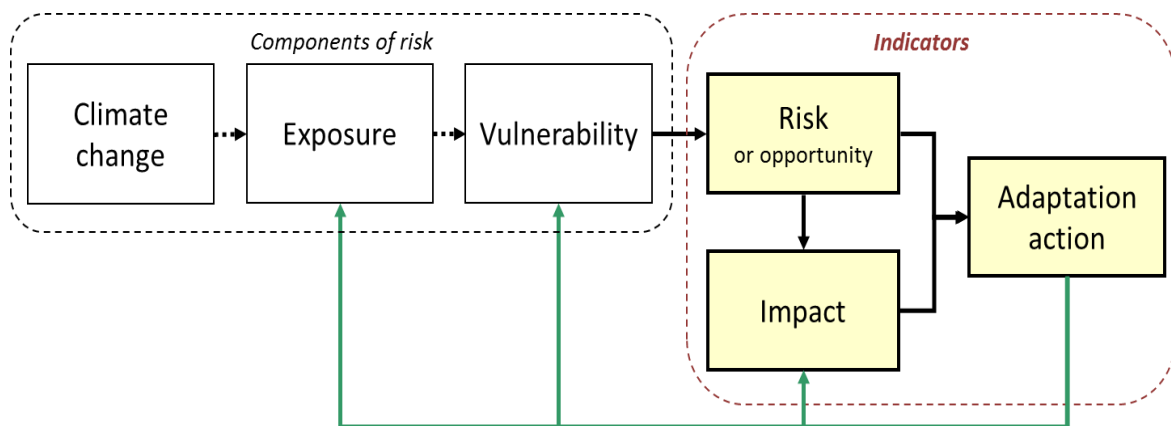 Components of risk
Indicators
Climate
change
Exposure
Vulnerability
Risk
or opportunity
Impact
Adaptation
action